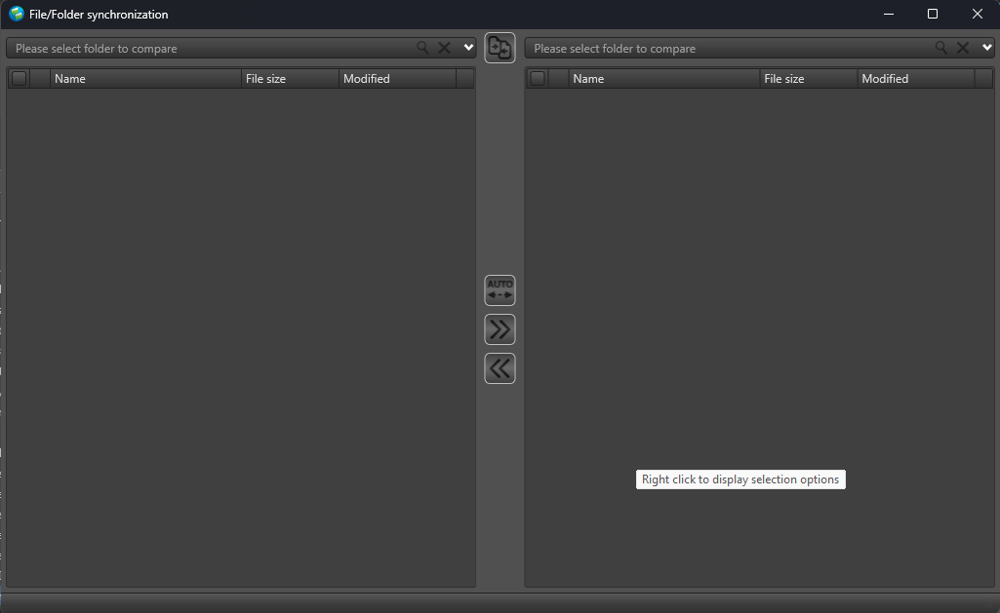 File/Folder synchronization
Please select folder to compare
Please select folder to compare
Name File size Modified
Name File size Modified
AUTO
Right click to display selection options